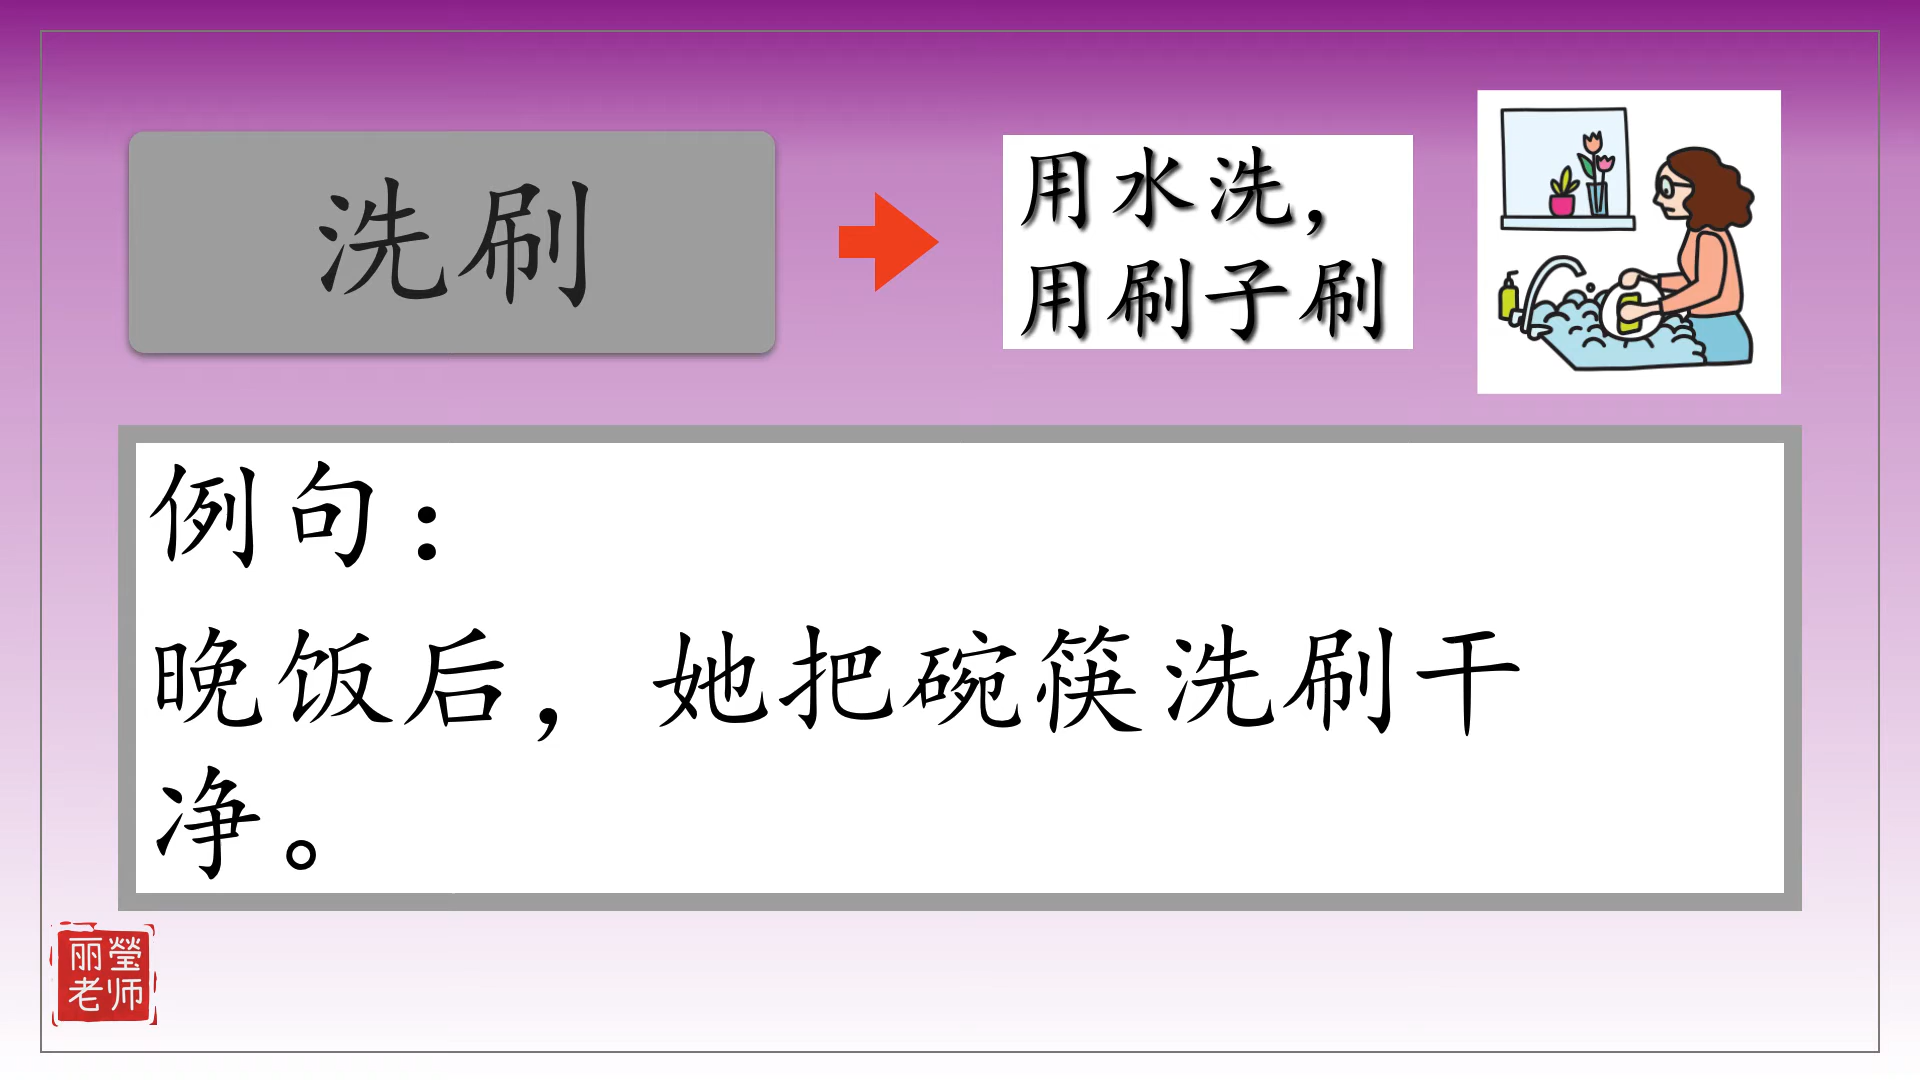 洗刷
用水洗，
用刷子刷
例句：
晚饭后，她把碗筷洗刷干
净。
丽莹
老师